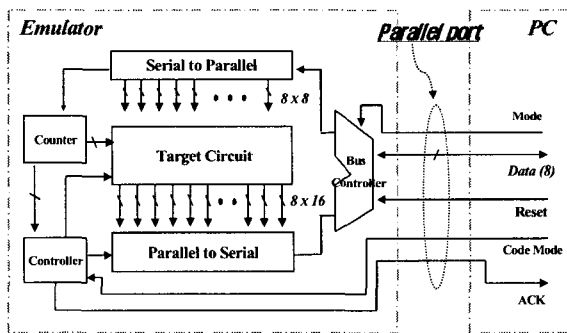 Emulator
Parallel port
PC
Serial to Parallel
8 x 8
Counter
Target Circuit
Bus
Controller
Mode
Data (8)
Reset
8 x 16
Controller
Parallel to Serial
Code Mode
ACK